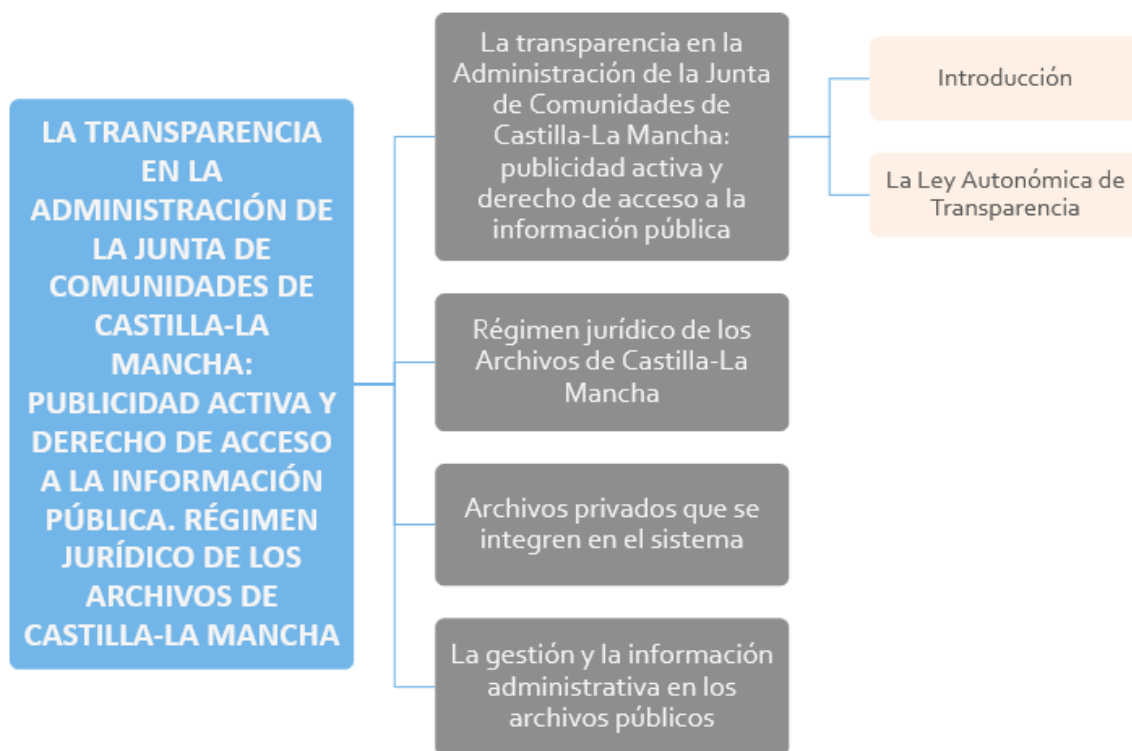 LA TRANSPARENCIA
EN LA
ADMINISTRACIÓN DE
LA JUNTA DE
COMUNIDADES DE
CASTILLA-LA
MANCHA:
PUBLICIDAD ACTIVA Y
DERECHO DE ACCESO
A LA INFORMACIÓN
PÚBLICA. RÉGIMEN
JURÍDICO DE LOS
ARCHIVOS DE
CASTILLA-LA MANCHA
La transparencia en la
Administración de la Junta
de Comunidades de
Castilla-La Mancha:
publicidad activa y
derecho de acceso a la
información pública
Introducción
La Ley Autonómica de
Transparencia
Régimen jurídico de los
Archivos de Castilla-La
Mancha
Archivos privados que se
integren en el sistema
La gestión y la información
administrativa en los
archivos públicos